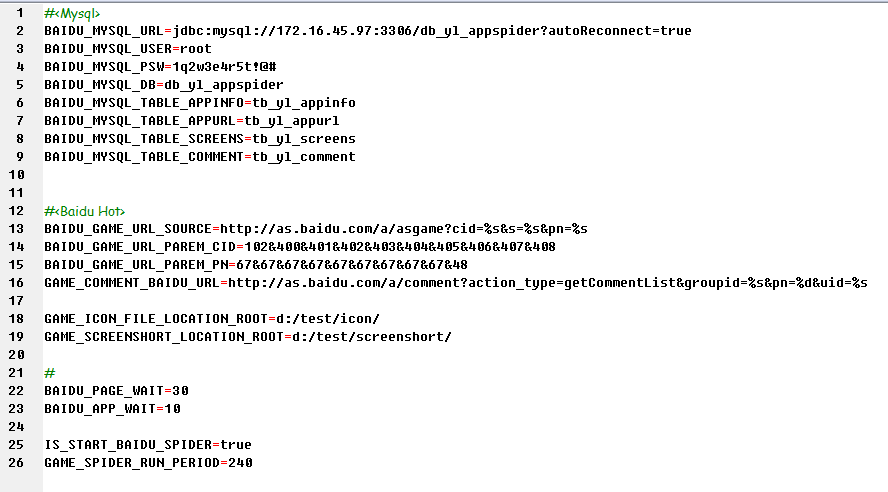 1 #<Mysql>
2 BAIDU_MYSQL_URL=jdbc:mysql://172.16.45.97:3306/db_yl_appspider?autoReconnect=true
3 BAIDU_MYSQL_USER=root
4 BAIDU_MYSQL_PSW=1q2w3e4r5t!@#
5 BAIDU_MYSQL_DB=db_yl_appspider
6 BAIDU_MYSQL_TABLE_APPINFO=tb_yl_appinfo
7 BAIDU_MYSQL_TABLE_APPURL=tb_yl_appurl
8 BAIDU_MYSQL_TABLE_SCREENS=tb_yl_screens
9 BAIDU_MYSQL_TABLE_COMMENT=tb_yl_comment
10
11
12 #<Baidu Hot>
13 BAIDU_GAME_URL_SOURCE=http://as.baidu.com/a/asgame?cid=%s&s=%s&pn=%s
14 BAIDU_GAME_URL_PAREM_CID=102&400&401&402&403&404&405&406&407&408
15 BAIDU_GAME_URL_PAREM_PN=67&67&67&67&67&67&67&67&67&48
16 GAME_COMMENT_BAIDU_URL=http://as.baidu.com/a/comment?action_type=getCommentList&groupid=%s&pn=%d&uid=%s
17
18 GAME_ICON_FILE_LOCATION_ROOT=d:/test/icon/
19 GAME_SCREENSHORT_LOCATION_ROOT=d:/test/screenshort/
20
21 #
22 BAIDU_PAGE_WAIT=30
23 BAIDU_APP_WAIT=10
24
25 IS_START_BAIDU_SPIDER=true
26 GAME_SPIDER_RUN_PERIOD=240